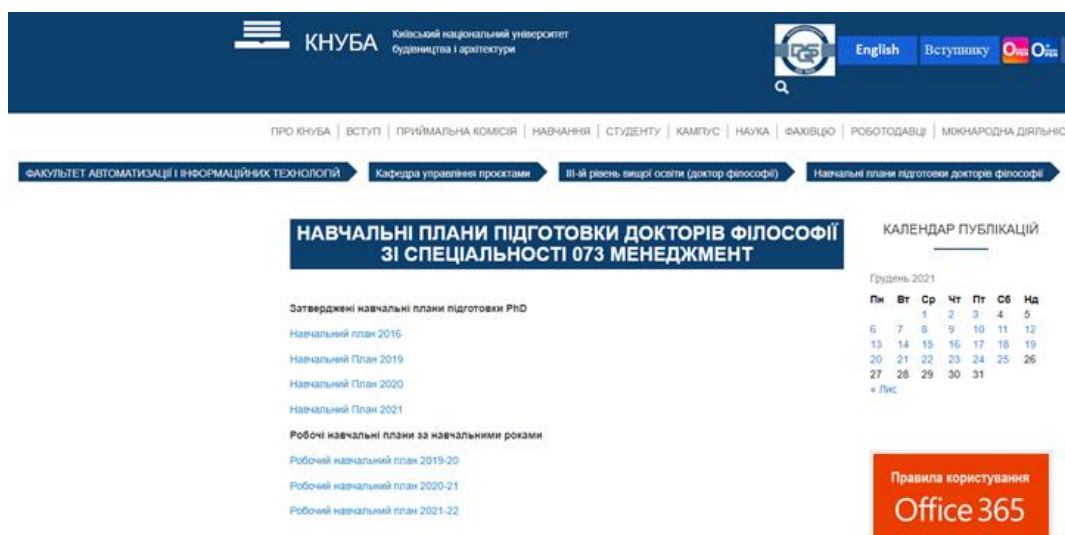 КНУБА
Київський національний університет
будівництва і архітектури
English
Вступнику
ПРО КНУБА | ВСТУП | ПРИЙМАЛЬНА КОМІСІЯ | НАВЧАННЯ | СТУДЕНТУ | КАМПУС | НАУКА | ФАХІВЦЮ | РОБОТОДАВЦЮ | МІЖНАРОДНА ДІЯЛЬНІС
ФАКУЛЬТЕТ АВТОМАТИЗАЦІЇ І ІНФОРМАЦІЙНИХ ТЕХНОЛОГІЙ
Кафедра управління проєктами
ІІІ-ій рівень вищої освіти (доктор філософії)
Навчальні плани підготовки докторів філософії
НАВЧАЛЬНІ ПЛАНИ ПІДГОТОВКИ ДОКТОРІВ ФІЛОСОФІЇ
ЗІ СПЕЦІАЛЬНОСТІ 073 МЕНЕДЖМЕНТ
Затверджені навчальні плани підготовки PhD
Навчальний план 2016
Навчальний План 2019
Навчальний План 2020
Навчальний План 2021
Робочі навчальні плани за навчальними роками
Робочий навчальний план 2019-20
Робочий навчальний план 2020-21
Робочий навчальний план 2021-22
КАЛЕНДАР ПУБЛІКАЦІЙ
Грудень 2021
Пн Вт Ср Чт Пт Сб Нд
1 2 3 4 5
6 7 8 9 10 11 12
13 14 15 16 17 18 19
20 21 22 23 24 25 26
27 28 29 30 31
« Лис
Правила користування
Office 365